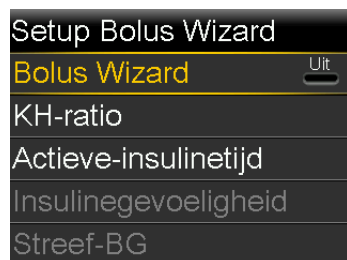 Setup Bolus Wizard
Bolus Wizard Uit
KH-ratio
Actieve-insulinetijd
Insulinegevoeligheid
Streef-BG